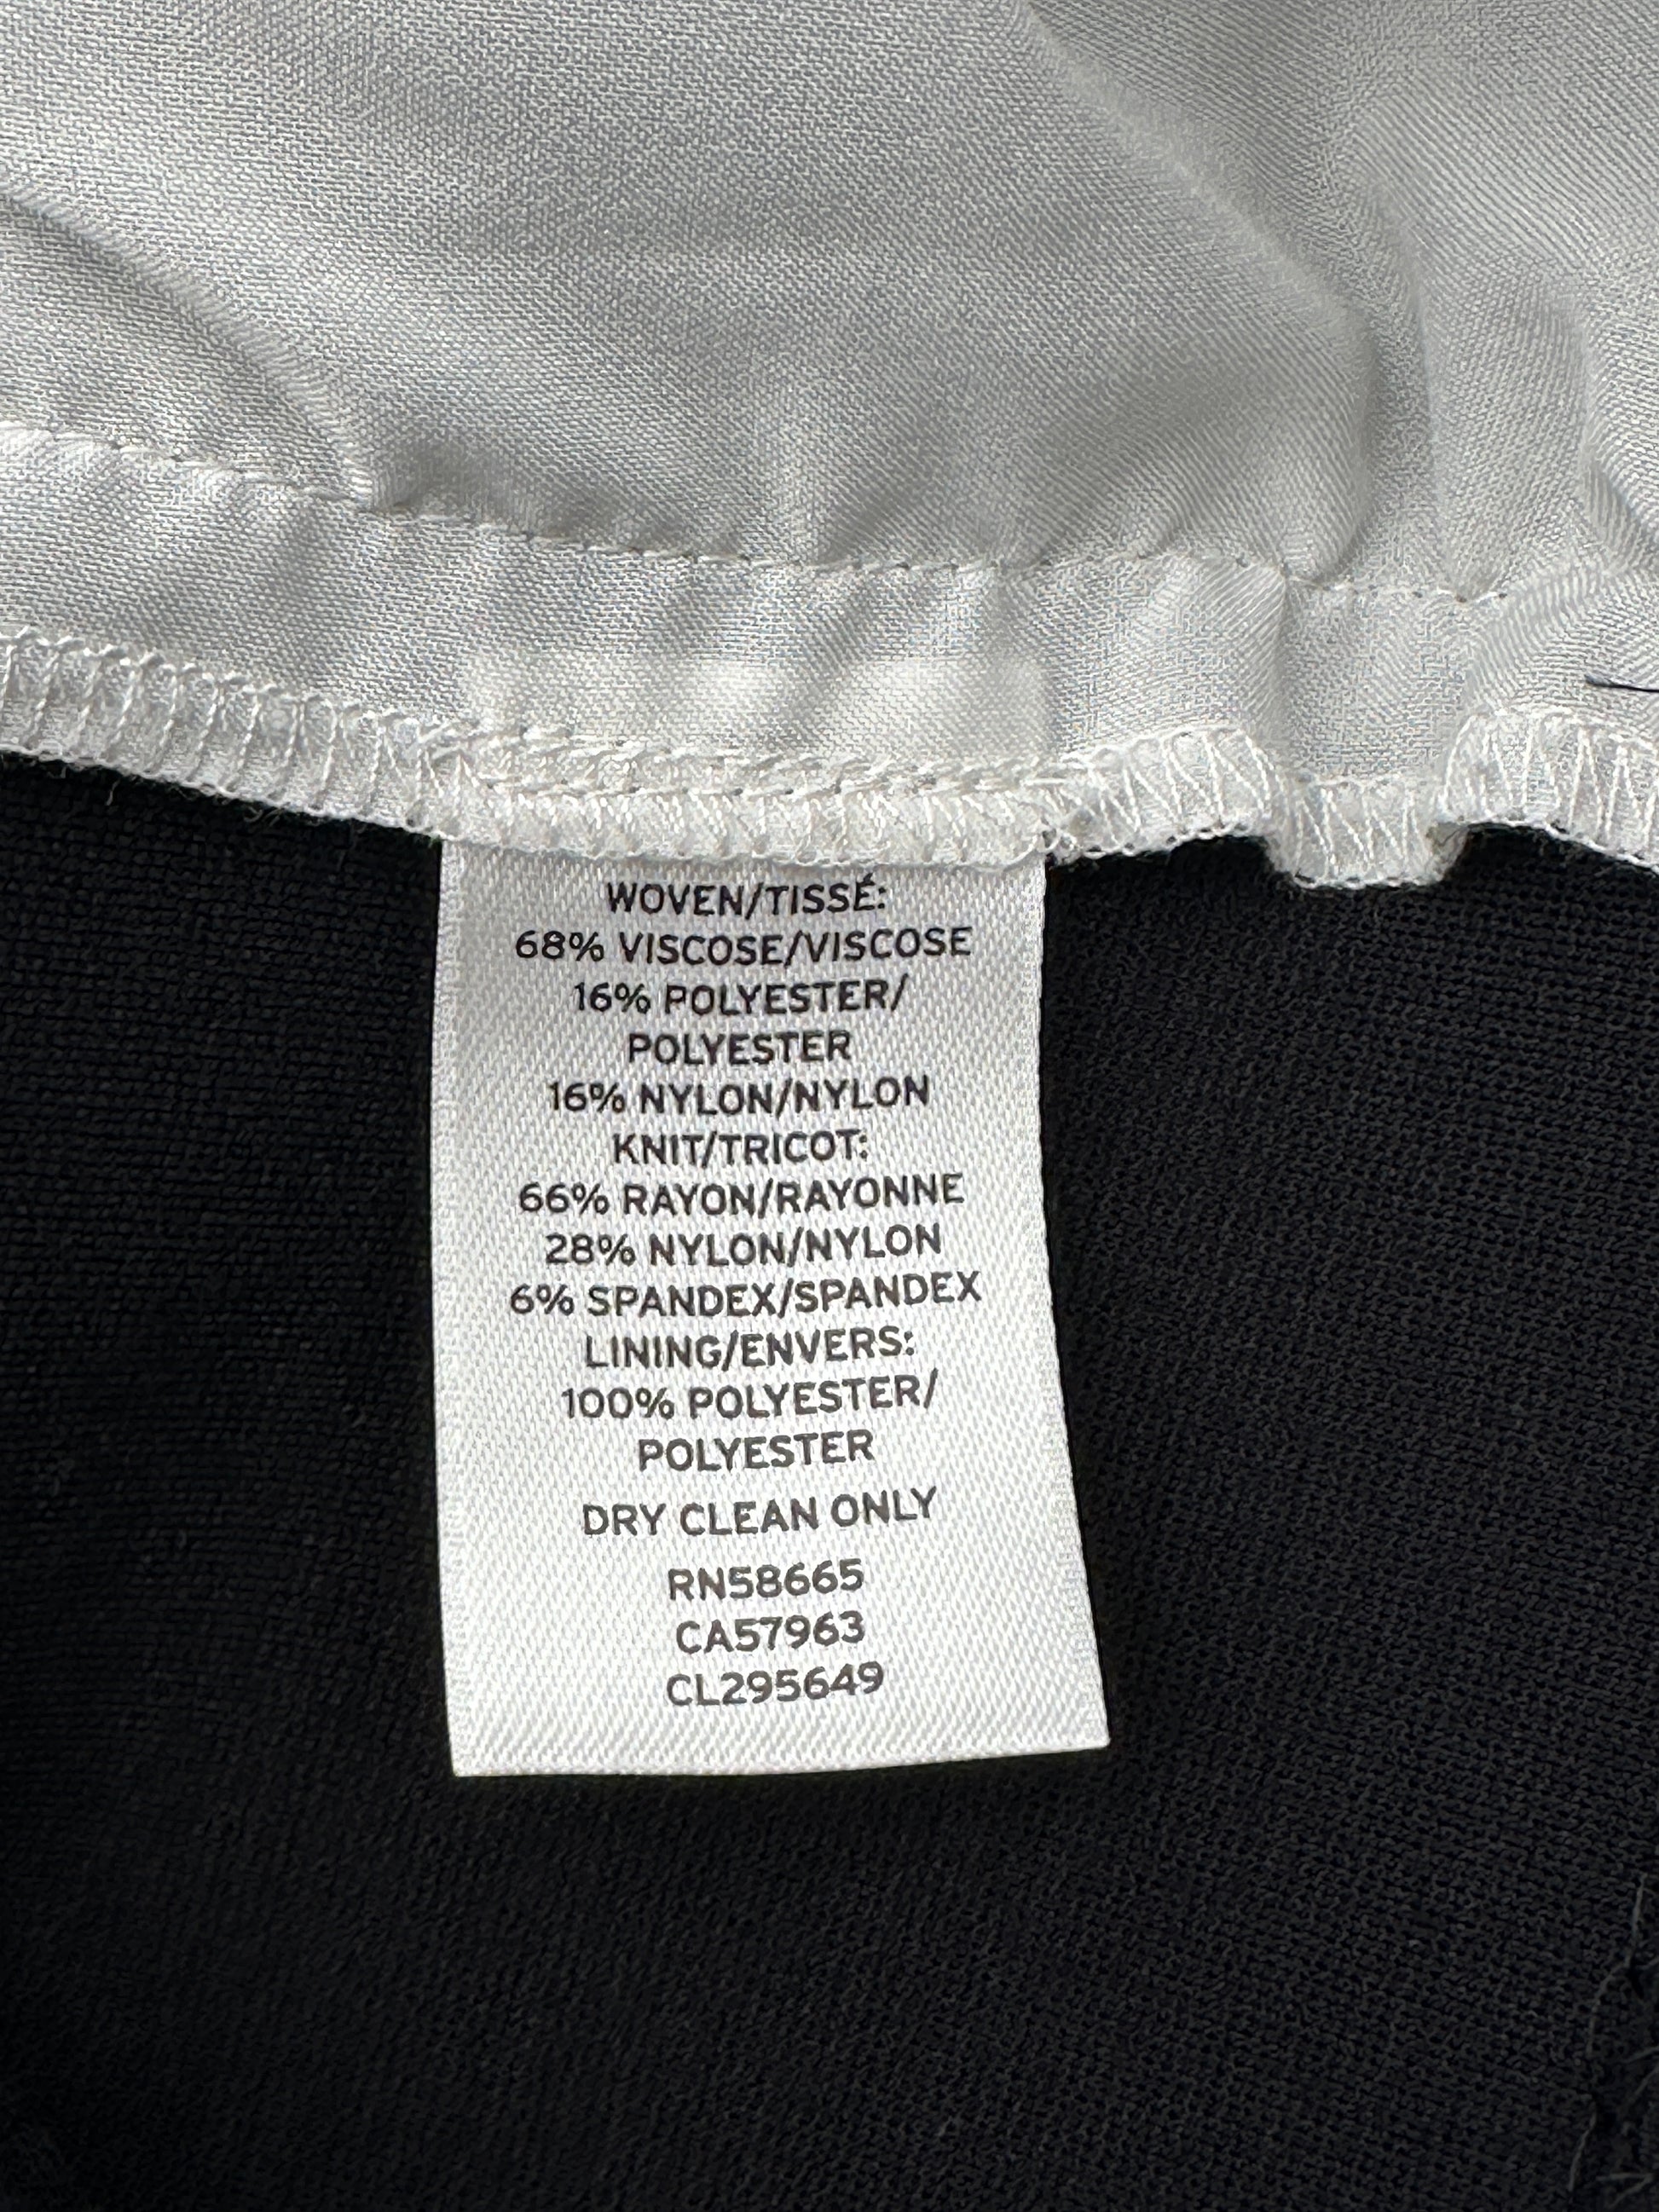 WOVEN/TISSÉ:
68% VISCOSE/VISCOSE
16% POLYESTER/
POLYESTER
16% NYLON/NYLON
KNIT/TRICOT:
66% RAYON/RAYONNE
28% NYLON/NYLON
6% SPANDEX/SPANDEX
LINING/ENVERS:
100% POLYESTER/
POLYESTER
DRY CLEAN ONLY
RN58665
CA57963
CL295649